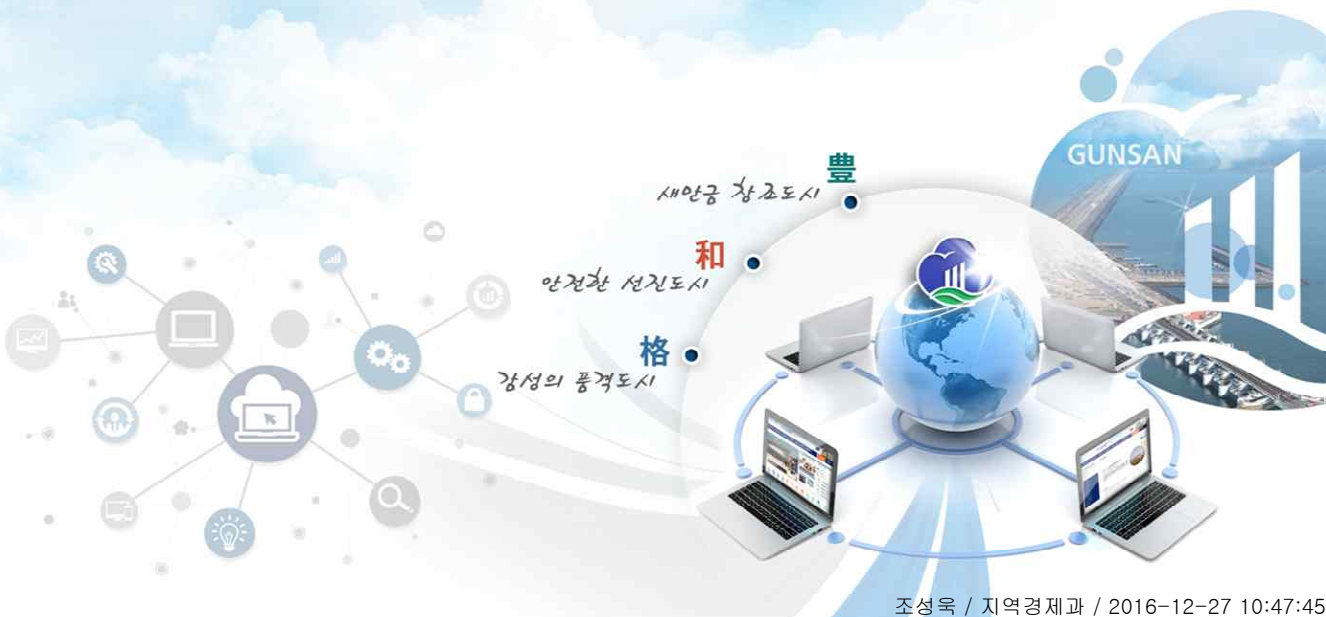 GUNSAN
豊
새만금 창조도시
和
안전한 선진도시
格
감성의 품격도시
조성욱 / 지역경제과 / 2016-12-27 10:47:45